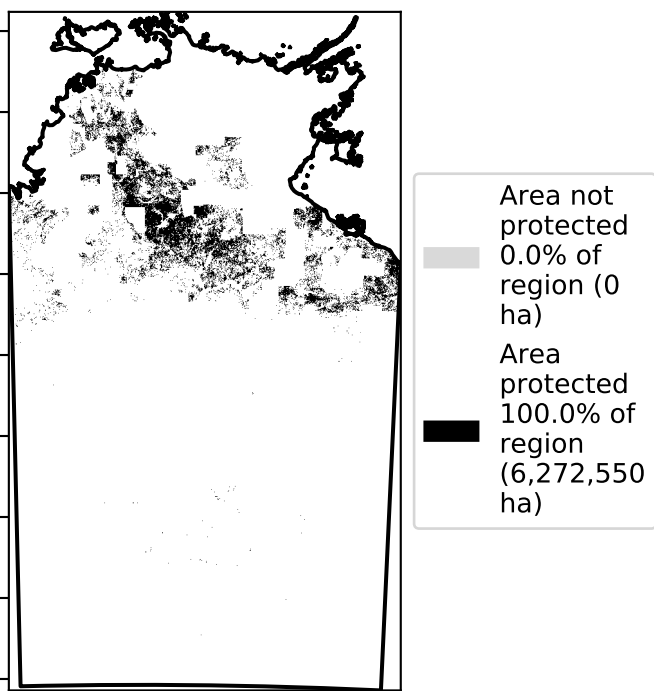 Area not
protected
0.0% of
region (0
ha)
Area
protected
100.0% of
region
(6,272,550
ha)